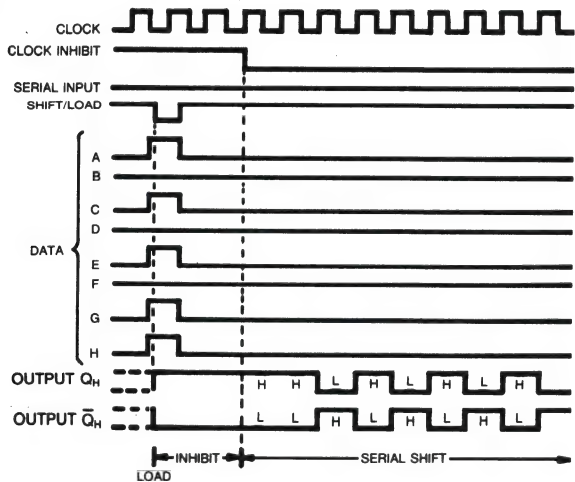 CLOCK
CLOCK INHIBIT
SERIAL INPUT
SHIFT/LOAD
A
B
C
D
DATA
E
F
G
H
OUTPUT QH
H H L H L H L H
OUTPUT Q̅H
L L H L H L H L
INHIBIT
SERIAL SHIFT
LOAD